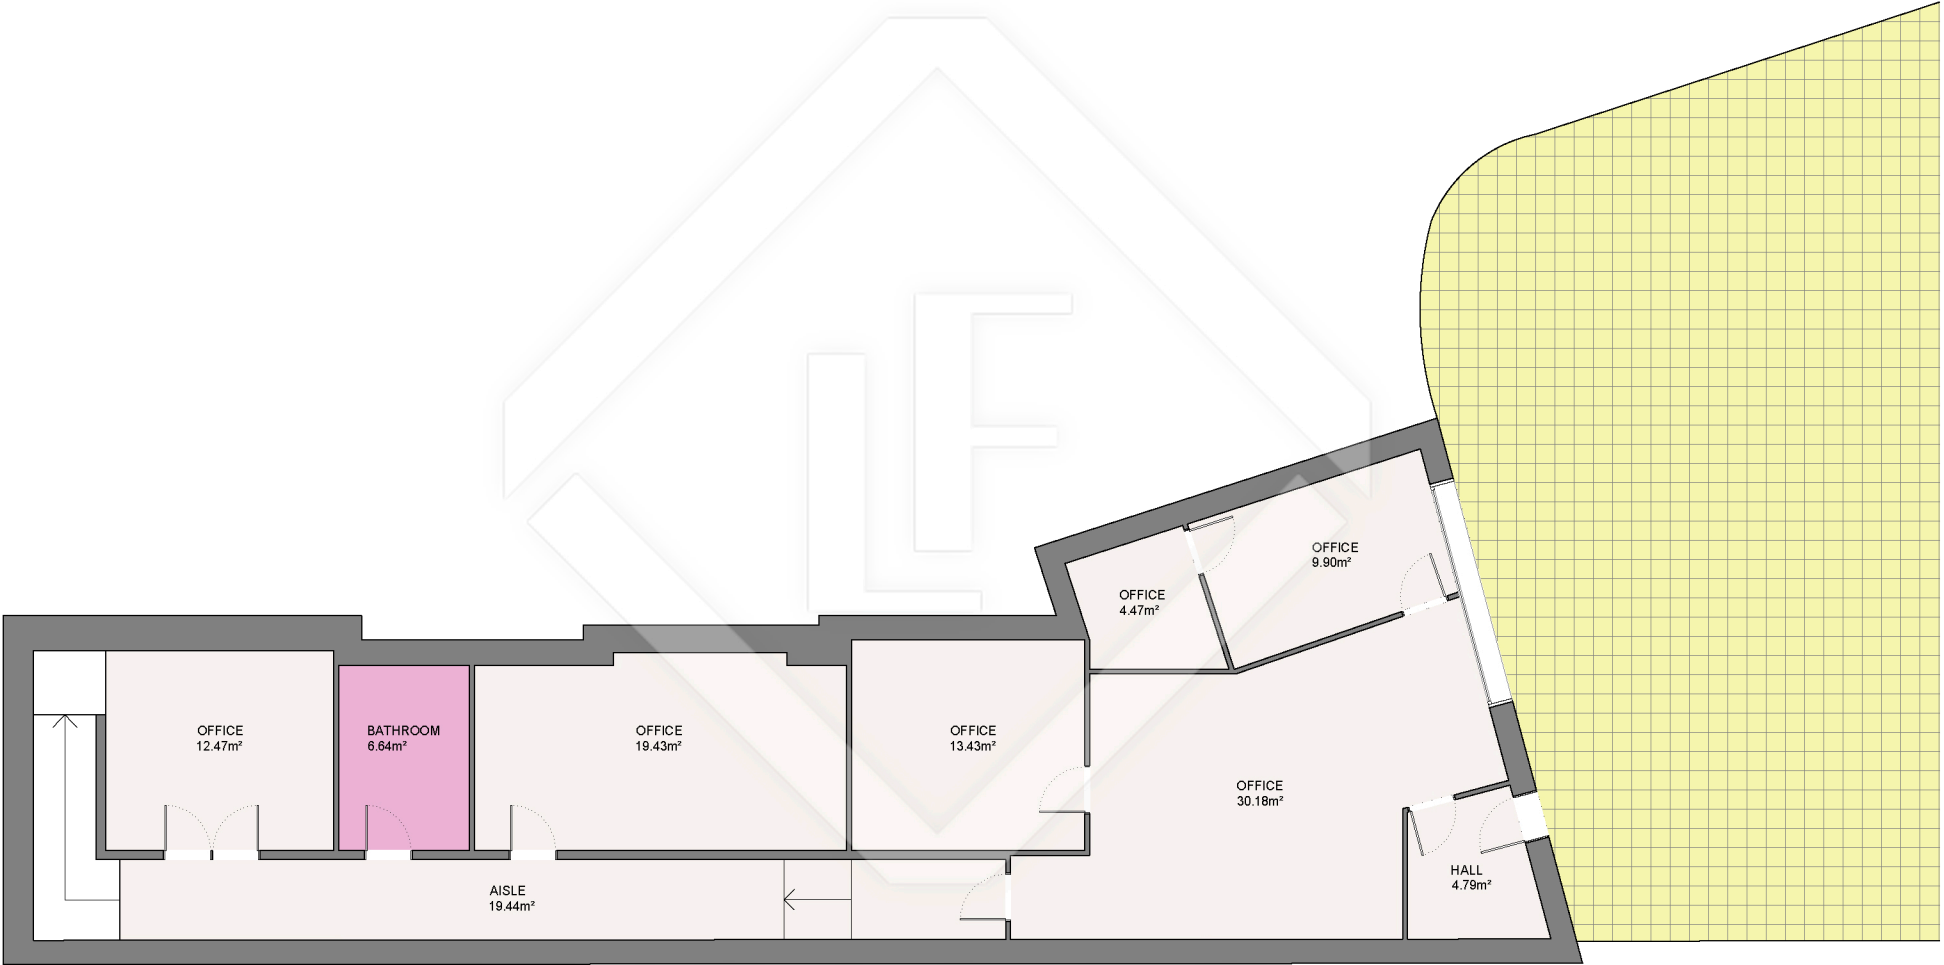 OFFICE
9.90m²
OFFICE
4.47m²
OFFICE
12.47m²
BATHROOM
6.64m²
OFFICE
19.43m²
OFFICE
13.43m²
OFFICE
30.18m²
HALL
4.79m²
AISLE
19.44m²
LF